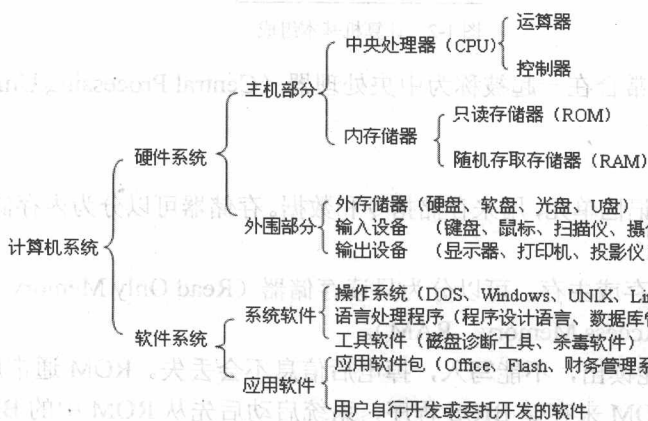 运算器
中央处理器（CPU）
控制器
主机部分
只读存储器（ROM）
内存储器
随机存取存储器（RAM）
硬件系统
外存储器（硬盘、软盘、光盘、U盘）
外围部分
输入设备 （键盘、鼠标、扫描仪、摄
输出设备 （显示器、打印机、投影仪
计算机系统
操作系统（DOS、Windows、UNIX、Lin
系统软件
语言处理程序（程序设计语言、数据库
工具软件（磁盘诊断工具、杀毒软件）
软件系统
应用软件包（Office、Flash、财务管理系
应用软件
用户自行开发或委托开发的软件